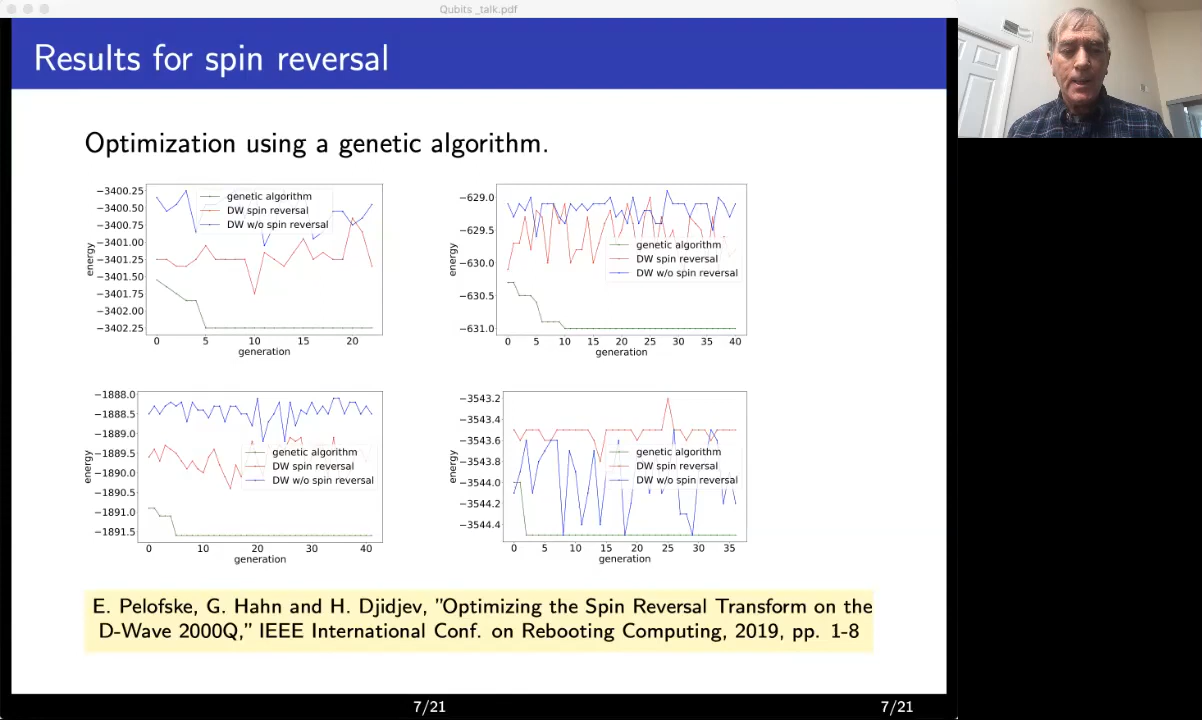 Qubits _talk.pdf
Results for spin reversal
Optimization using a genetic algorithm.
−3400.25
−3400.50
−3400.75
−3401.00
−3401.25
−3401.50
−3401.75
−3402.00
−3402.25
energy
genetic algorithm
DW spin reversal
DW w/o spin reversal
0 5 10 15 20
generation
−629.0
−629.5
−630.0
−630.5
−631.0
energy
genetic algorithm
DW spin reversal
DW w/o spin reversal
0 5 10 15 20 25 30 35 40
generation
−1888.0
−1888.5
−1889.0
−1889.5
−1890.0
−1890.5
−1891.0
−1891.5
energy
genetic algorithm
DW spin reversal
DW w/o spin reversal
0 10 20 30 40
generation
−3543.2
−3543.4
−3543.6
−3543.8
−3544.0
−3544.2
−3544.4
energy
genetic algorithm
DW spin reversal
DW w/o spin reversal
0 5 10 15 20 25 30 35
generation
E. Pelofske, G. Hahn and H. Djidjev, "Optimizing the Spin Reversal Transform on the
D-Wave 2000Q," IEEE International Conf. on Rebooting Computing, 2019, pp. 1-8
7/21 7/21